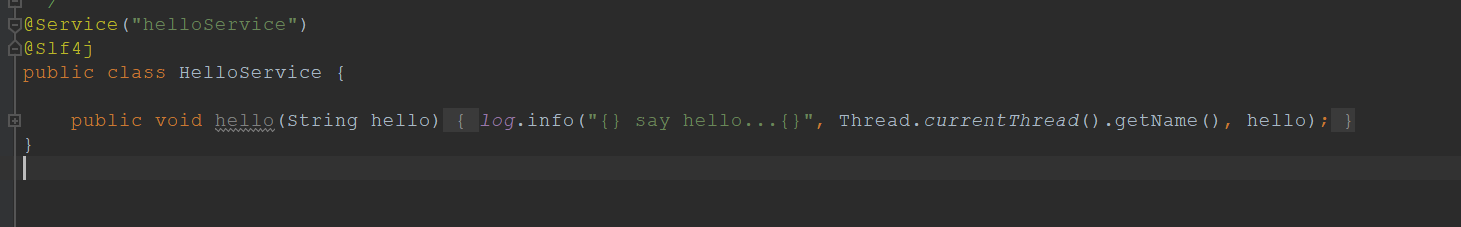 */
@Service("helloService")
@Slf4j
public class HelloService {
public void hello(String hello) { log.info("{} say hello...{}", Thread.currentThread().getName(), hello); }
}